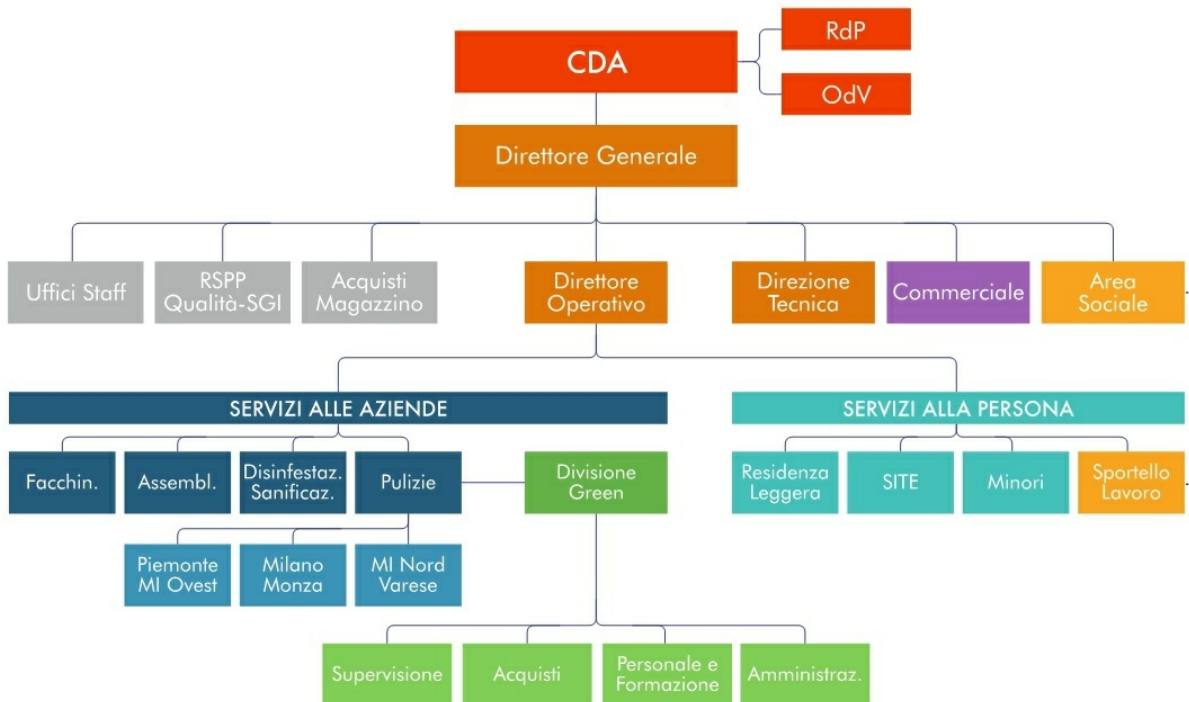 CDA
RdP
OdV
Direttore Generale
Uffici Staff
RSPP
Qualità-SGI
Acquisti
Magazzino
Direttore
Operativo
Direzione
Tecnica
Commerciale
Area
Sociale
SERVIZI ALLE AZIENDE
SERVIZI ALLA PERSONA
Facchin.
Assembl.
Disinfestaz.
Sanificaz.
Pulizie
Divisione
Green
Residenza
Leggera
SITE
Minori
Sportello
Lavoro
Piemonte
MI Ovest
Milano
Monza
MI Nord
Varese
Supervisione
Acquisti
Personale e
Formazione
Amministraz.